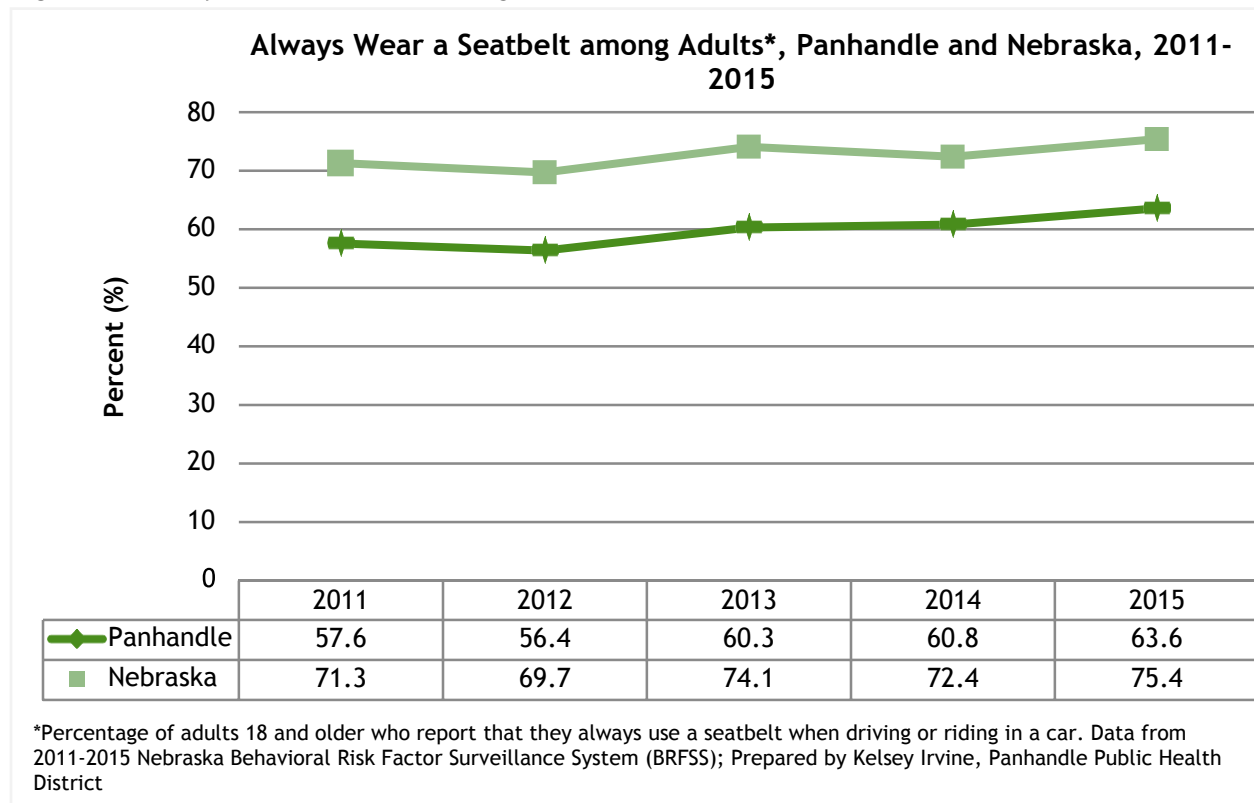 Always Wear a Seatbelt among Adults*, Panhandle and Nebraska, 2011-
2015
80
70
60
50
40
30
20
10
0
Percent (%)
2011 2012 2013 2014 2015
Panhandle 57.6 56.4 60.3 60.8 63.6
Nebraska 71.3 69.7 74.1 72.4 75.4
*Percentage of adults 18 and older who report that they always use a seatbelt when driving or riding in a car. Data from
2011-2015 Nebraska Behavioral Risk Factor Surveillance System (BRFSS); Prepared by Kelsey Irvine, Panhandle Public Health
District